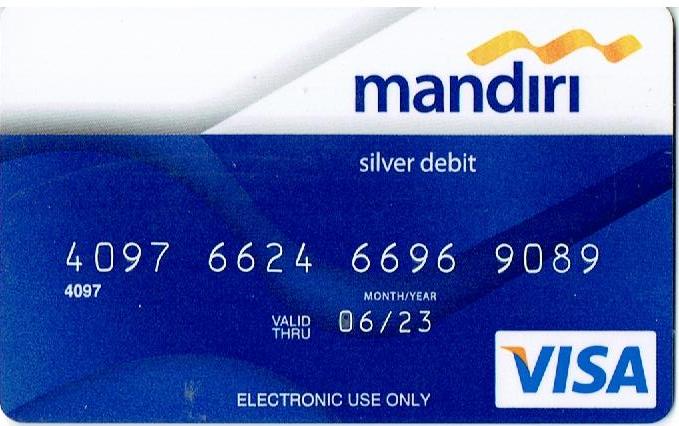 mandiri
silver debit
4097 6624 6696 9089
4097
MONTH/YEAR
VALID THRU 06/23
VISA
ELECTRONIC USE ONLY